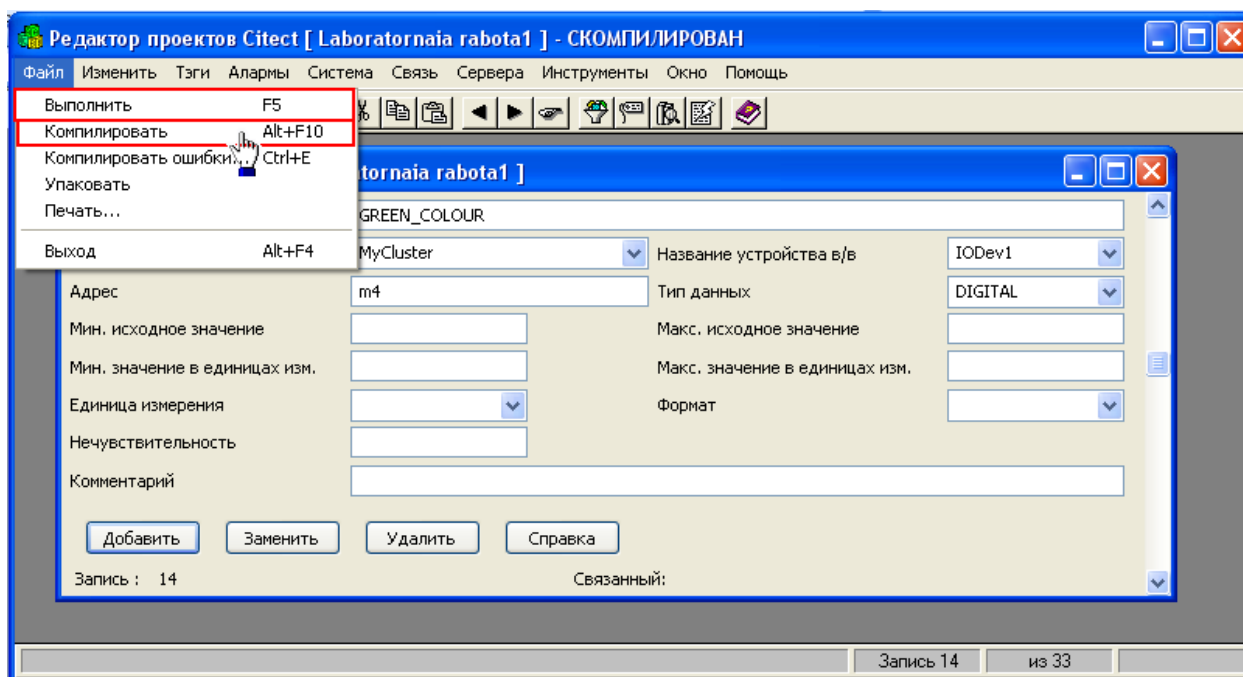 Редактор проектов Citect [ Laboratornaia rabota1 ] - СКОМПИЛИРОВАН
Файл Изменить Тэги Алармы Система Связь Сервера Инструменты Окно Помощь
Выполнить F5
Компилировать Alt+F10
Компилировать ошибки... Ctrl+E
Упаковать
Печать...
Выход Alt+F4
rabota1 ]
GREEN_COLOUR
MyCluster Название устройства в/в IODev1
Адрес m4 Тип данных DIGITAL
Мин. исходное значение Макс. исходное значение
Мин. значение в единицах изм. Макс. значение в единицах изм.
Единица измерения Формат
Нечувствительность
Комментарий
Добавить Заменить Удалить Справка
Запись : 14 Связанный:
Запись 14 из 33